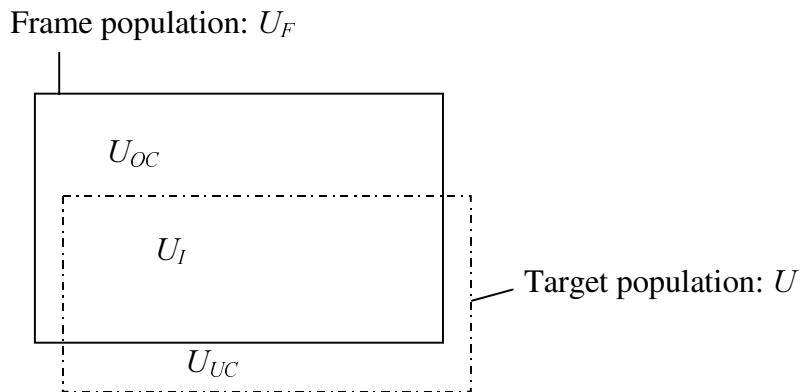 Frame population: U_F
U_OC
U_I
Target population: U
U_UC